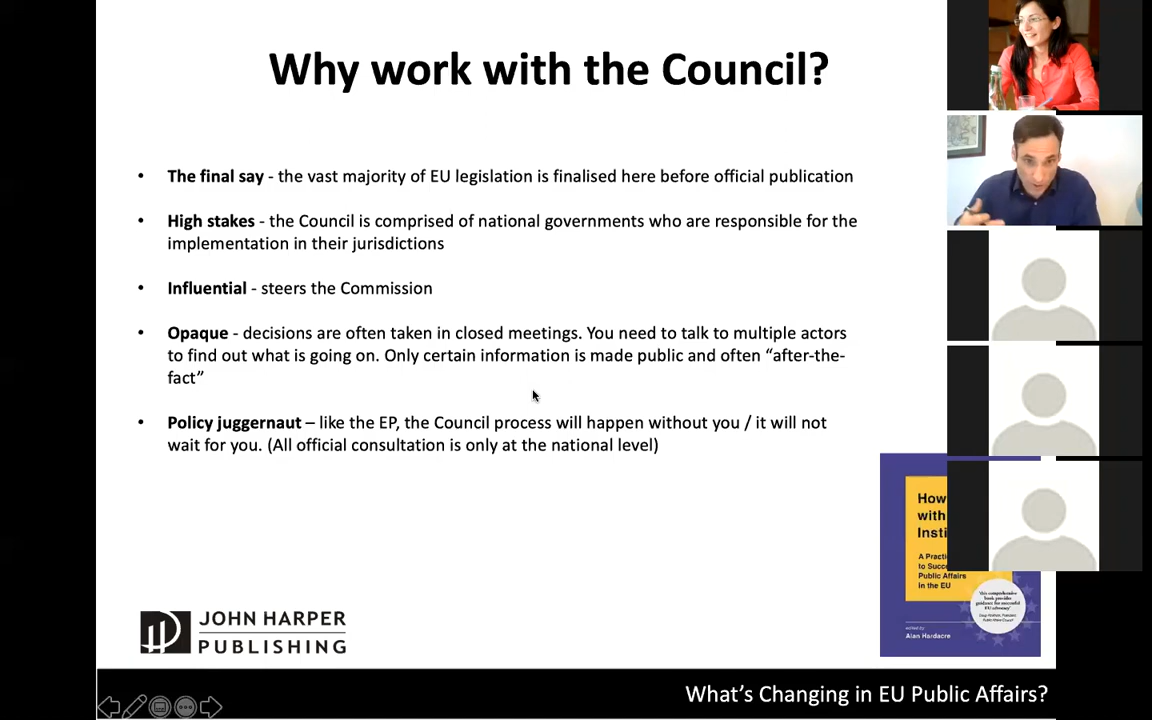 Why work with the Council?
• The final say - the vast majority of EU legislation is finalised here before official publication
• High stakes - the Council is comprised of national governments who are responsible for the
implementation in their jurisdictions
• Influential - steers the Commission
• Opaque - decisions are often taken in closed meetings. You need to talk to multiple actors
to find out what is going on. Only certain information is made public and often “after-the-
fact”
• Policy juggernaut – like the EP, the Council process will happen without you / it will not
wait for you. (All official consultation is only at the national level)
How
with
Insti
A Practi
to Succe
Public Affairs
in the EU
edited by
Alan Hardacre
JOHN HARPER
PUBLISHING
What’s Changing in EU Public Affairs?